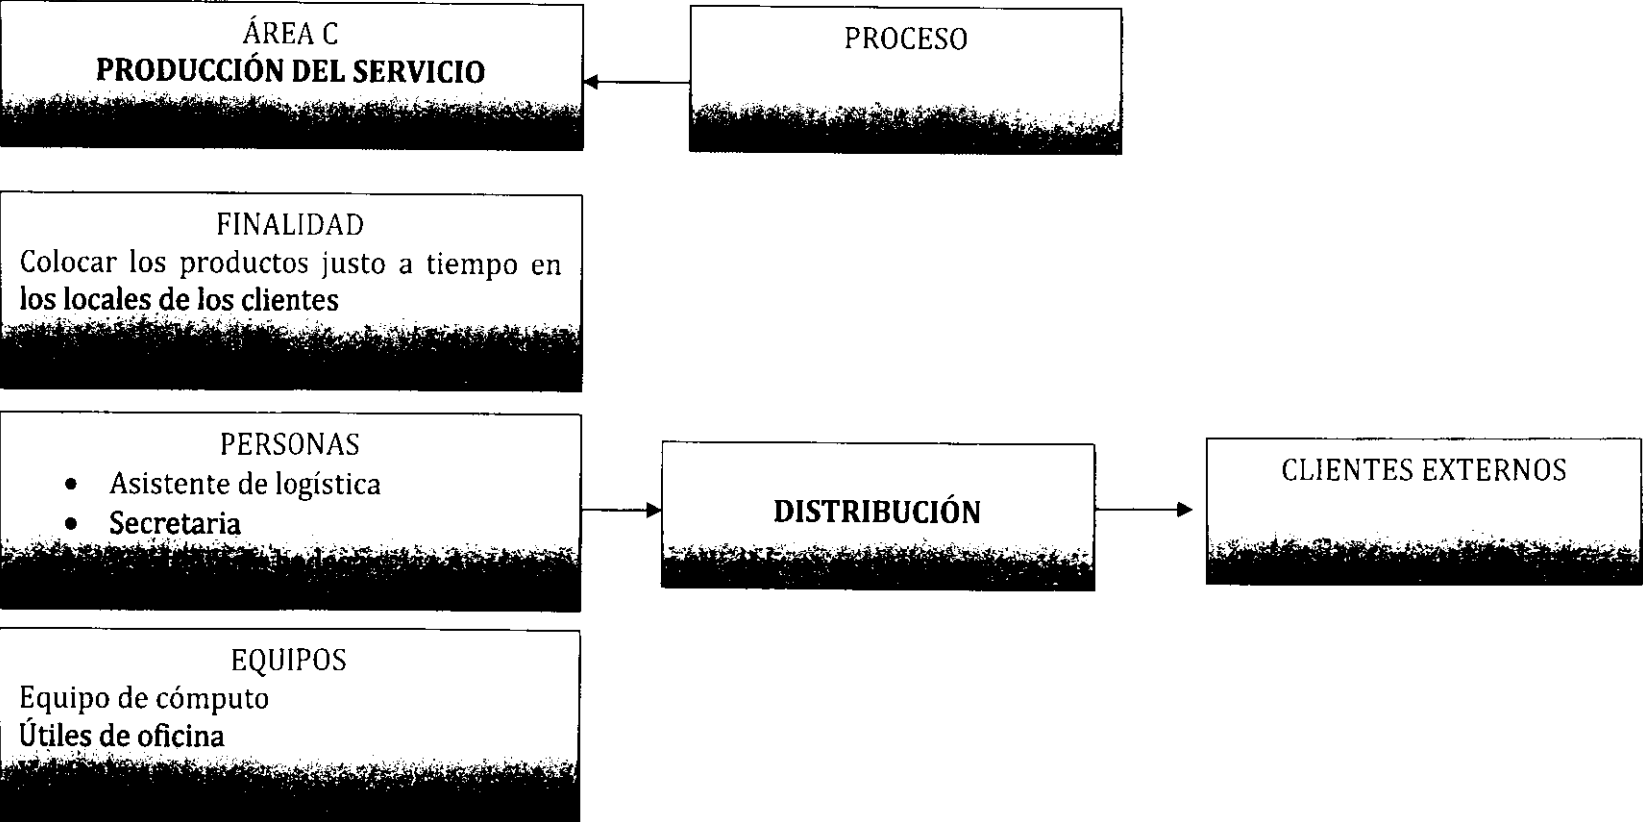 ÁREA C
PRODUCCIÓN DEL SERVICIO
PROCESO
FINALIDAD
Colocar los productos justo a tiempo en
los locales de los clientes
PERSONAS
• Asistente de logística
• Secretaria
DISTRIBUCIÓN
CLIENTES EXTERNOS
EQUIPOS
Equipo de cómputo
Útiles de oficina